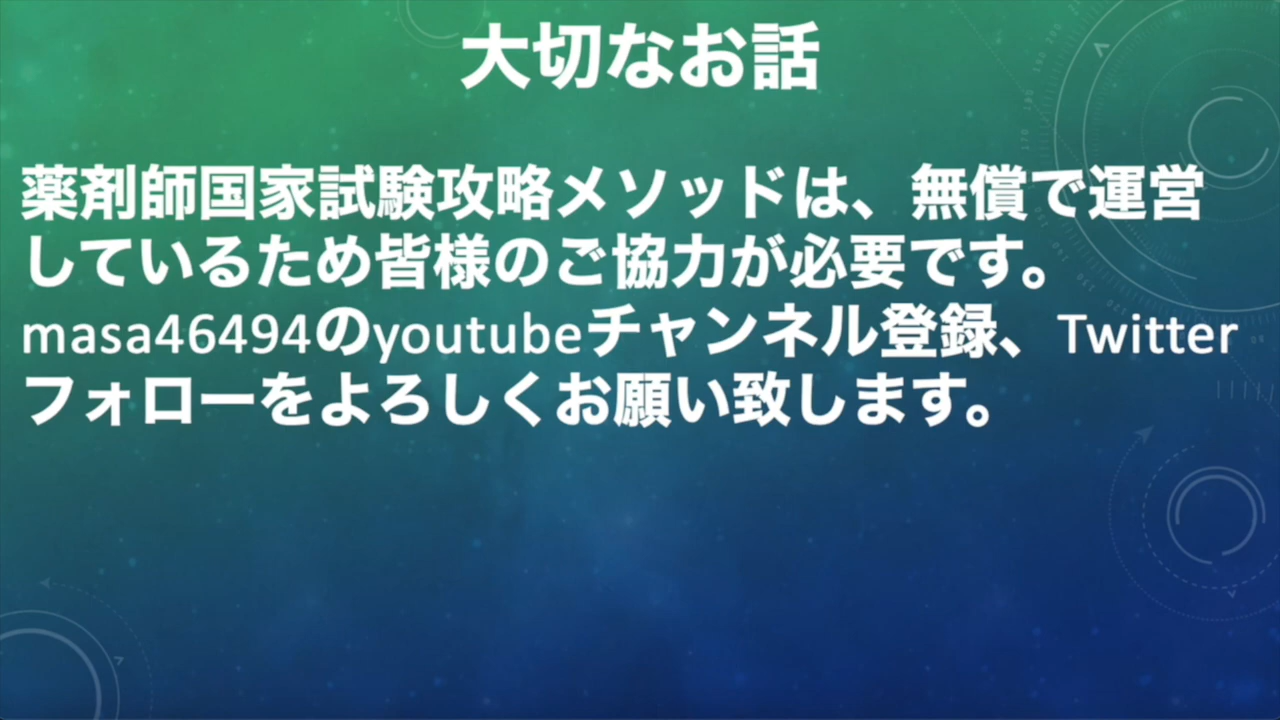 大切なお話
薬剤師国家試験攻略メソッドは、無償で運営
しているため皆様のご協力が必要です。
masa46494のyoutubeチャンネル登録、Twitter
フォローをよろしくお願い致します。